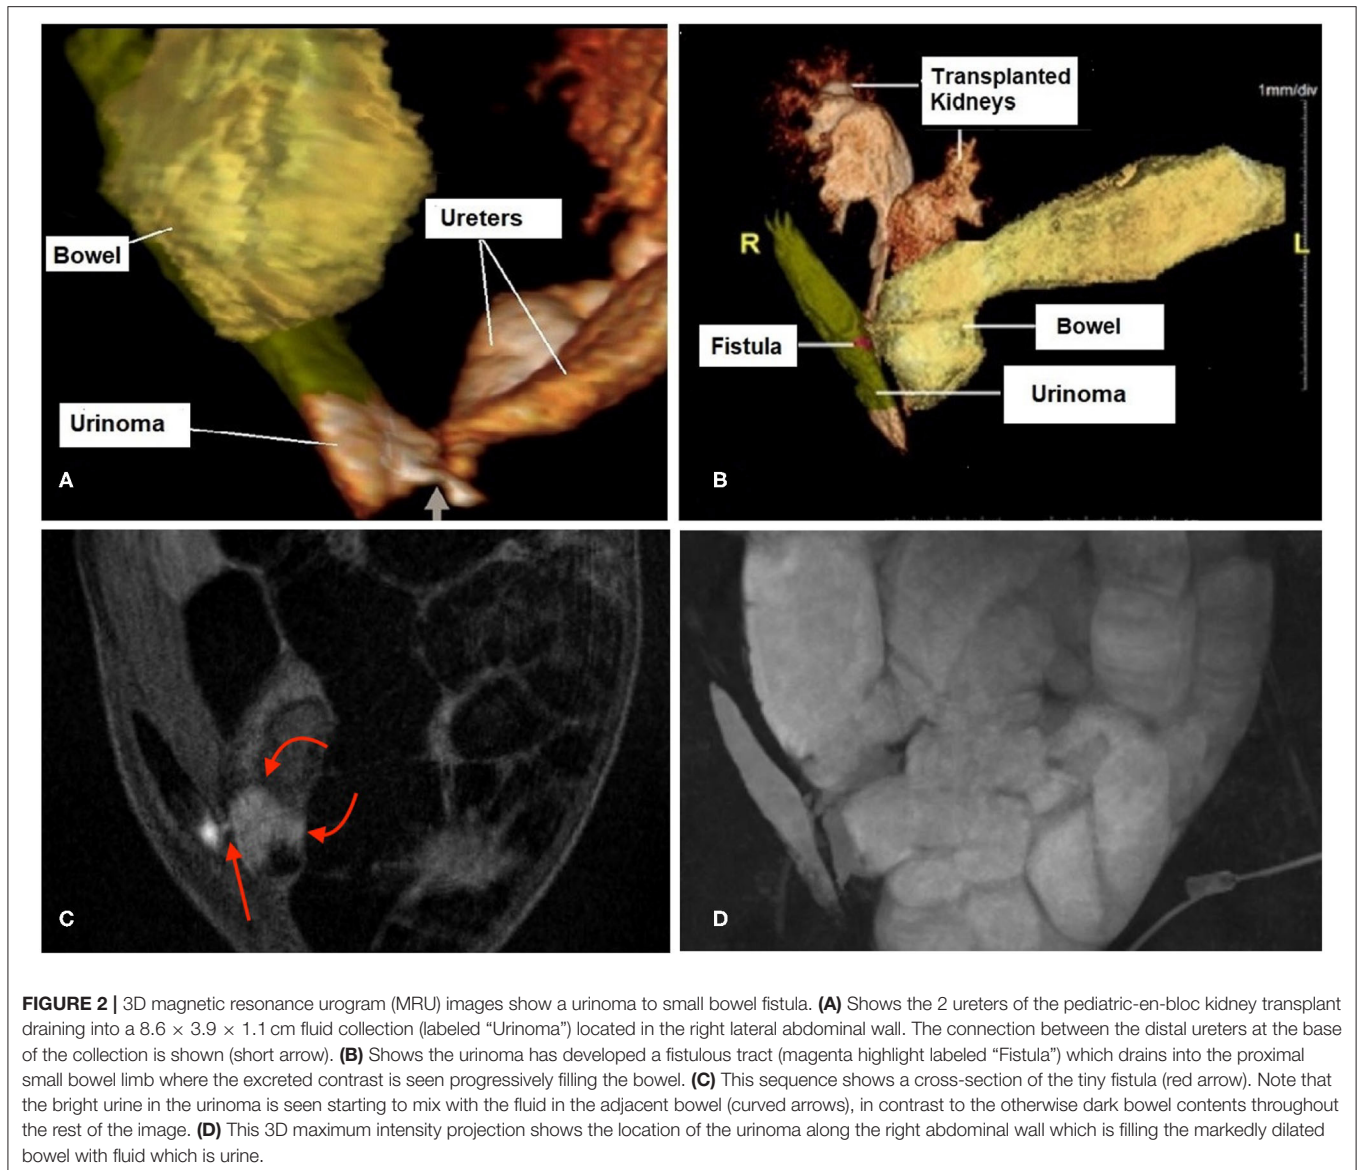 Bowel
Ureters
Urinoma
A
Transplanted
Kidneys
1mm/div
R
L
Fistula
Bowel
Urinoma
B
C
D
FIGURE 2 | 3D magnetic resonance urogram (MRU) images show a urinoma to small bowel fistula. (A) Shows the 2 ureters of the pediatric-en-bloc kidney transplant
draining into a 8.6 × 3.9 × 1.1 cm fluid collection (labeled “Urinoma”) located in the right lateral abdominal wall. The connection between the distal ureters at the base
of the collection is shown (short arrow). (B) Shows the urinoma has developed a fistulous tract (magenta highlight labeled “Fistula”) which drains into the proximal
small bowel limb where the excreted contrast is seen progressively filling the bowel. (C) This sequence shows a cross-section of the tiny fistula (red arrow). Note that
the bright urine in the urinoma is seen starting to mix with the fluid in the adjacent bowel (curved arrows), in contrast to the otherwise dark bowel contents throughout
the rest of the image. (D) This 3D maximum intensity projection shows the location of the urinoma along the right abdominal wall which is filling the markedly dilated
bowel with fluid which is urine.